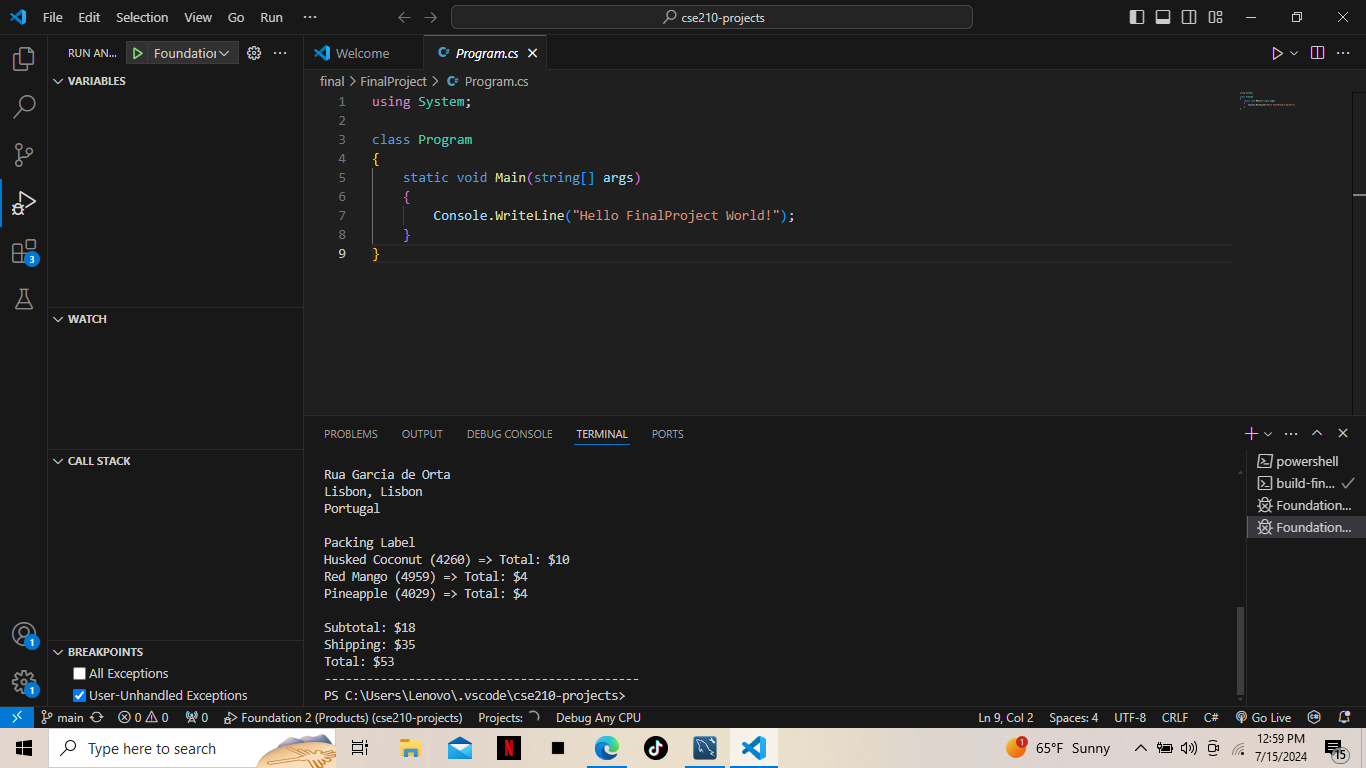 File Edit Selection View Go Run ··· cse210-projects
RUN AN... Foundation
Welcome Program.cs
final > FinalProject > Program.cs
VARIABLES
1 using System;
2
3 class Program
4 {
5 static void Main(string[] args)
6 {
7 Console.WriteLine("Hello FinalProject World!");
8 }
9 }
3
WATCH
CALL STACK
BREAKPOINTS
All Exceptions
User-Unhandled Exceptions
1
1
PROBLEMS OUTPUT DEBUG CONSOLE TERMINAL PORTS
Rua Garcia de Orta
Lisbon, Lisbon
Portugal
Packing Label
Husked Coconut (4260) => Total: $10
Red Mango (4959) => Total: $4
Pineapple (4029) => Total: $4
Subtotal: $18
Shipping: $35
Total: $53
---------------------------------------------
PS C:\Users\Lenovo\.vscode\cse210-projects>
powershell
build-fin...
Foundation...
Foundation...
main 0 0 0 Foundation 2 (Products) (cse210-projects) Projects: Debug Any CPU Ln 9, Col 2 Spaces: 4 UTF-8 CRLF C# Go Live
Type here to search
N
1
65°F Sunny
12:59 PM
7/15/2024
15